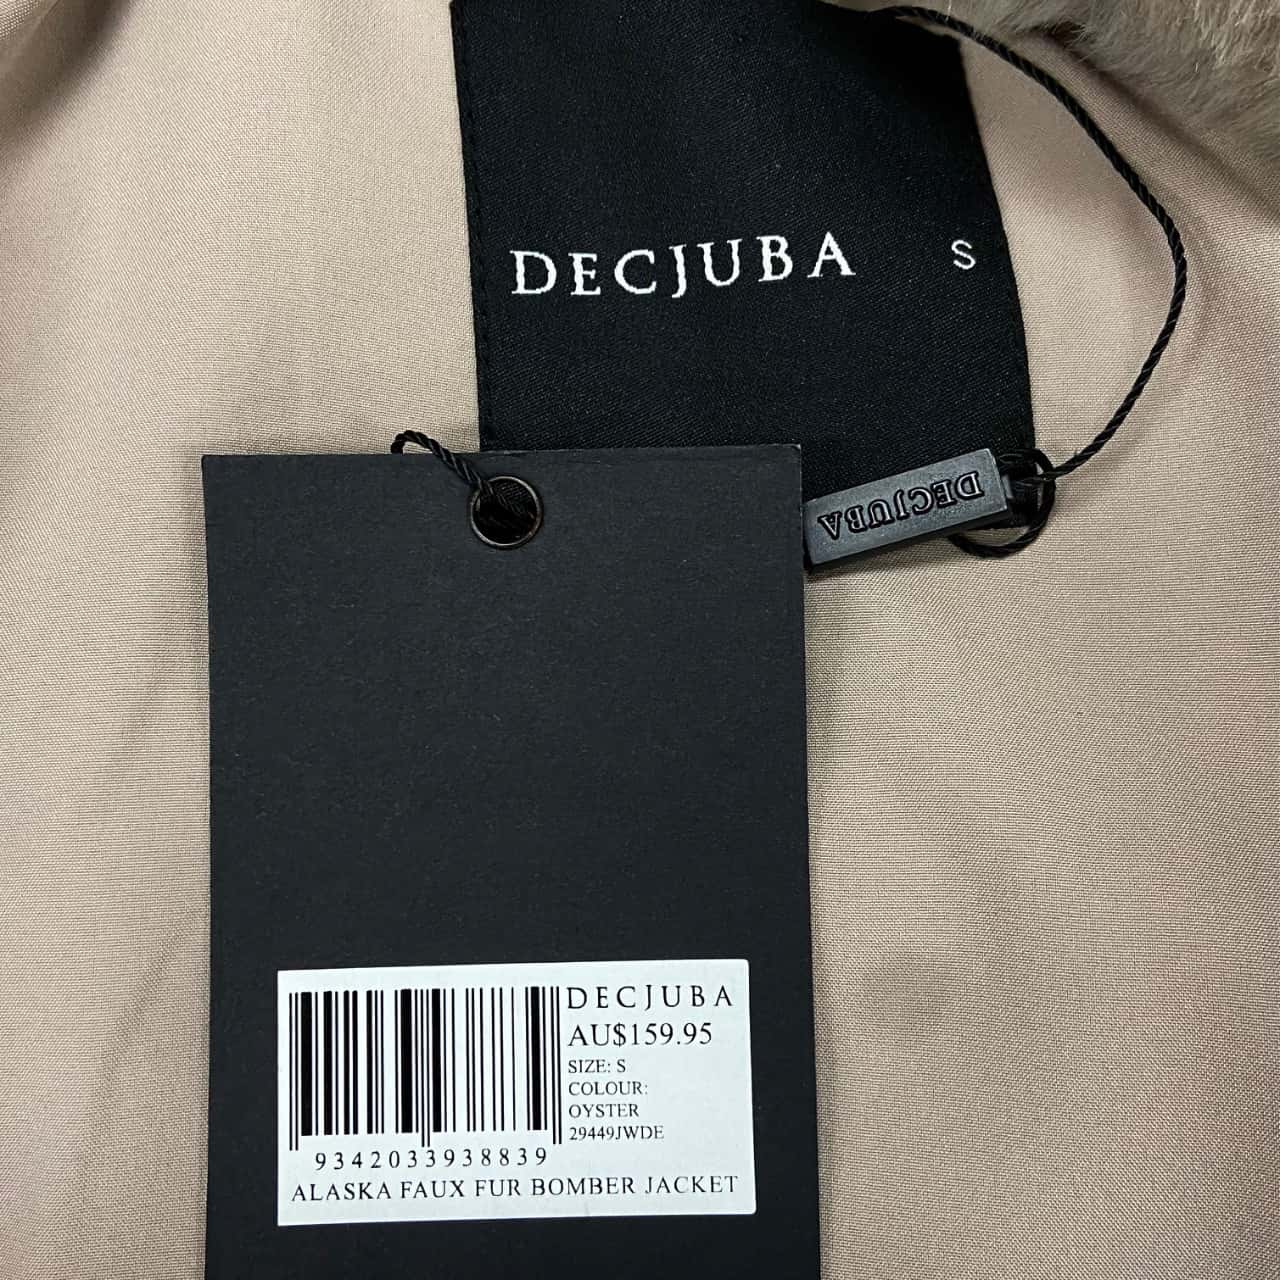 DECJUBA S
DECJUBA
DECJUBA
AU$159.95
SIZE: S
COLOUR:
OYSTER
29449JWDE
9342033938839
ALASKA FAUX FUR BOMBER JACKET